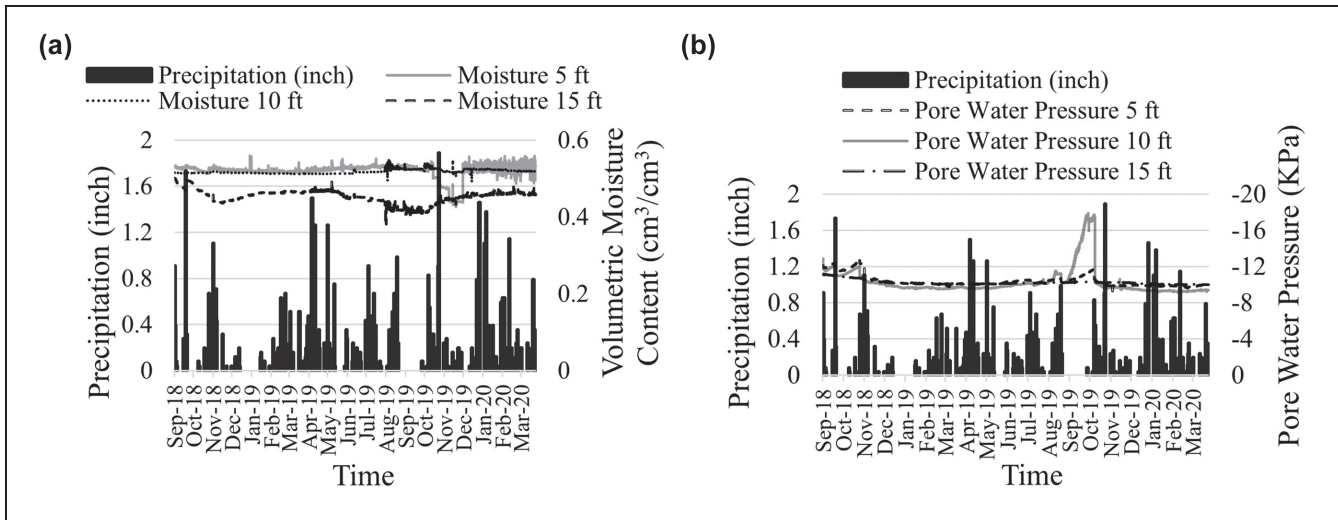 (a)
Precipitation (inch) Moisture 5 ft
Moisture 10 ft Moisture 15 ft
Precipitation (inch)
2
1.6
1.2
0.8
0.4
0
0.6
0.4
0.2
0
Volumetric Moisture
Content (cm³/cm³)
Sep-18
Oct-18
Nov-18
Dec-18
Jan-19
Feb-19
Mar-19
Apr-19
May-19
Jun-19
Jul-19
Aug-19
Sep-19
Oct-19
Nov-19
Dec-19
Jan-20
Feb-20
Mar-20
Time
(b)
Precipitation (inch)
Pore Water Pressure 5 ft
Pore Water Pressure 10 ft
Pore Water Pressure 15 ft
Precipitation (inch)
2
1.6
1.2
0.8
0.4
0
-20
-16
-12
-8
-4
0
Pore Water Pressure (KPa)
Sep-18
Oct-18
Nov-18
Dec-18
Jan-19
Feb-19
Mar-19
Apr-19
May-19
Jun-19
Jul-19
Aug-19
Sep-19
Oct-19
Nov-19
Dec-19
Jan-20
Feb-20
Mar-20
Time